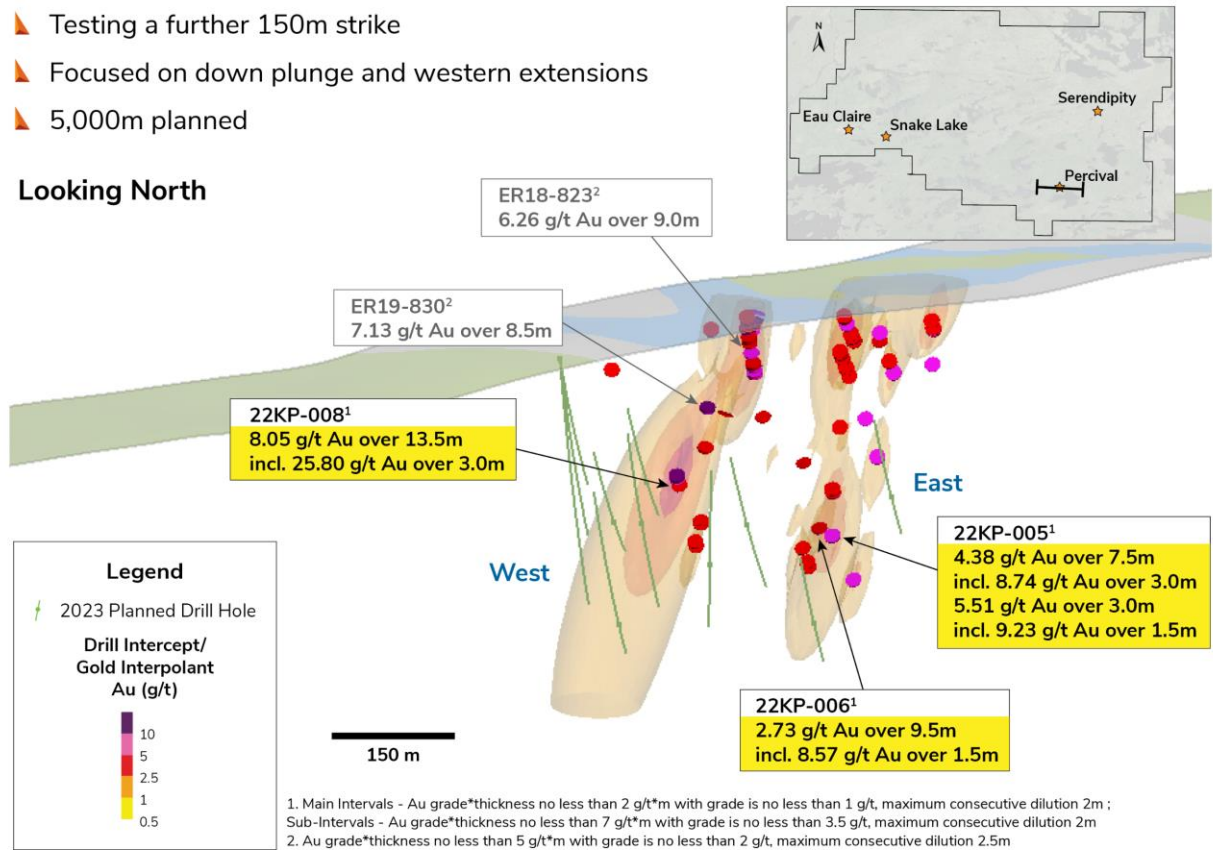 Testing a further 150m strike
Focused on down plunge and western extensions
5,000m planned
Looking North
N
Eau Claire
Snake Lake
Serendipity
Percival
ER18-823²
6.26 g/t Au over 9.0m
ER19-830²
7.13 g/t Au over 8.5m
22KP-008¹
8.05 g/t Au over 13.5m
incl. 25.80 g/t Au over 3.0m
West
East
22KP-005¹
4.38 g/t Au over 7.5m
incl. 8.74 g/t Au over 3.0m
5.51 g/t Au over 3.0m
incl. 9.23 g/t Au over 1.5m
22KP-006¹
2.73 g/t Au over 9.5m
incl. 8.57 g/t Au over 1.5m
Legend
2023 Planned Drill Hole
Drill Intercept/
Gold Interpolant
Au (g/t)
10
5
2.5
1
0.5
150 m
1. Main Intervals - Au grade*thickness no less than 2 g/t*m with grade is no less than 1 g/t, maximum consecutive dilution 2m ;
Sub-Intervals - Au grade*thickness no less than 7 g/t*m with grade is no less than 3.5 g/t, maximum consecutive dilution 2m
2. Au grade*thickness no less than 5 g/t*m with grade is no less than 2 g/t, maximum consecutive dilution 2.5m